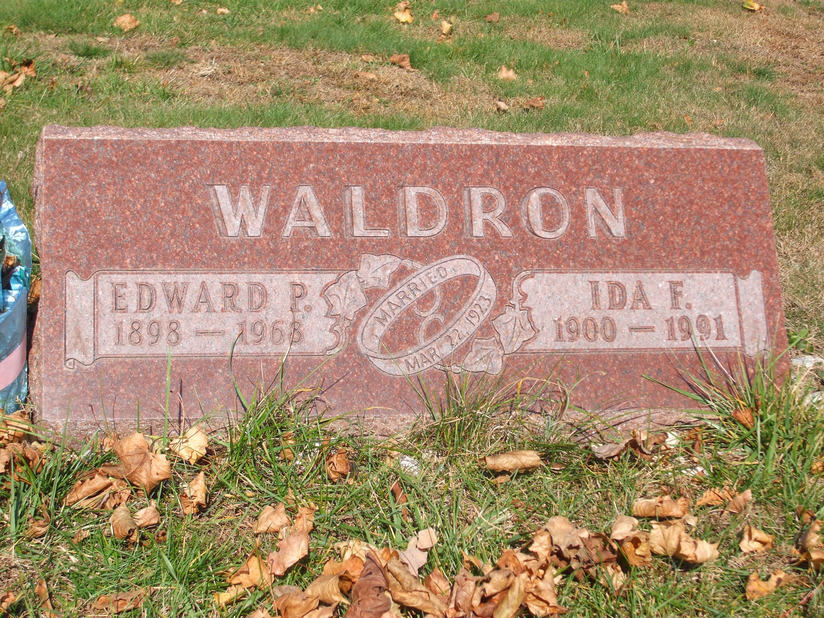 WALDRON
EDWARD P.
1898 — 1968
MARRIED
MAR. 22, 1923
IDA F.
1900 — 1991